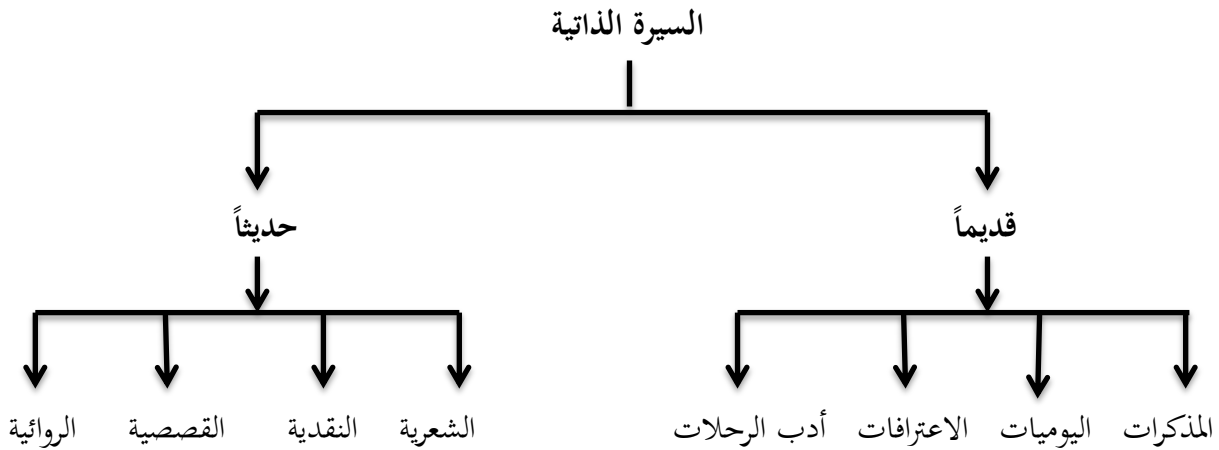 السيرة الذاتية
قديماً حديثاً
المذكرات اليوميات الاعترافات أدب الرحلات الشعرية النقدية القصصية الروائية